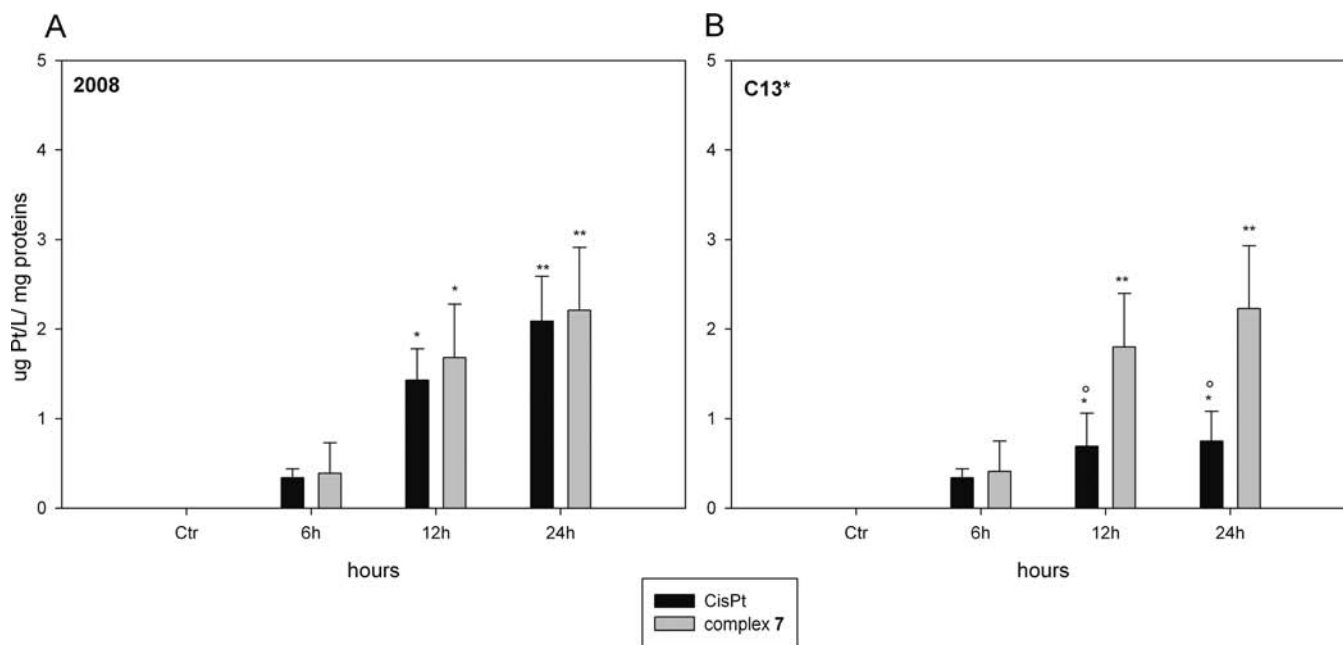 A
2008
5
4
3
2
1
0
ug Pt/L/ mg proteins
*
*
**
**
Ctr 6h 12h 24h
hours
B
C13*
5
4
3
2
1
0
° *
**
° *
**
Ctr 6h 12h 24h
hours
CisPt
complex 7